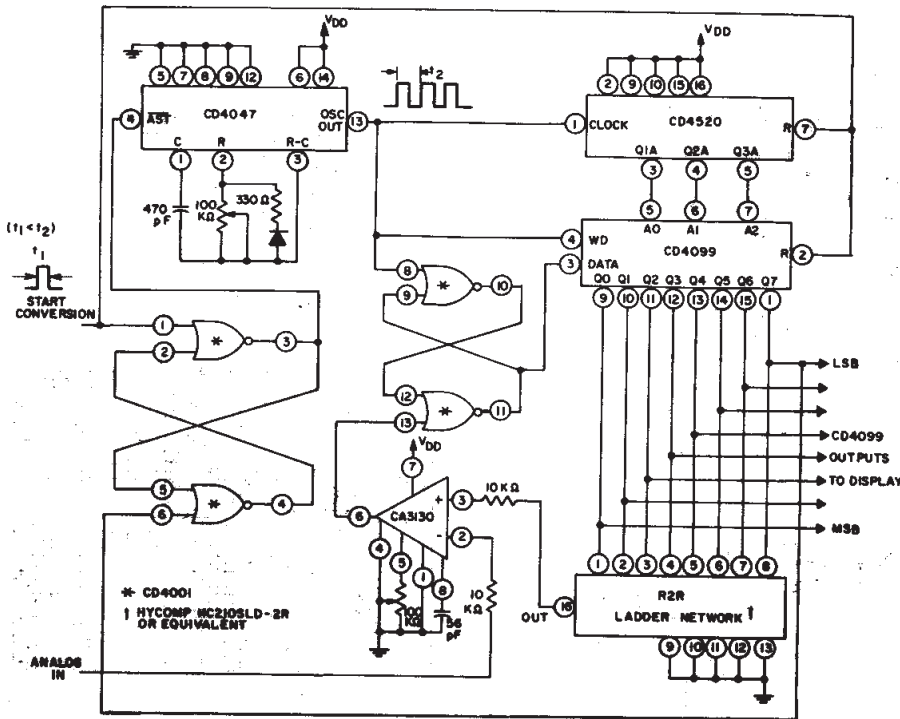 VDD
5 7 8 9 12
6 14
4 AST CD4047 OSC OUT 13
C R R-C
1 2 3
470 pF
100 KΩ
330Ω
t2
(t1<t2)
t1
START CONVERSION
1
2
*
3
5
6
*
4
VDD
2 9 10 15 16
CD4520
1 CLOCK
R 7
Q1A Q2A Q3A
3 4 5
5 6 7
A0 A1 A2
4 WD
CD4099
3 DATA
R 2
Q0 Q1 Q2 Q3 Q4 Q5 Q6 Q7
9 10 11 12 13 14 15 1
8
9
*
10
12
13
*
11
LSB
CD4099
OUTPUTS
TO DISPLAY
MSB
VDD
7
6
CA3130
+
3
10KΩ
-
2
4 5 1 8
100 KΩ
56 pF
10 KΩ
1 2 3 4 5 6 7 8
R2R
LADDER NETWORK †
OUT 16
9 10 11 12 13
* CD4001
† HYCOMP HC210SLD-2R
OR EQUIVALENT
ANALOG IN